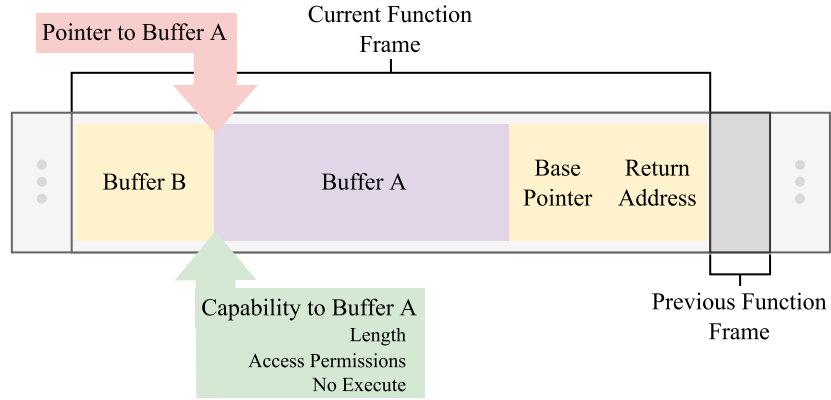 Current Function
Frame
Pointer to Buffer A
Buffer B
Buffer A
Base
Pointer
Return
Address
Capability to Buffer A
Length
Access Permissions
No Execute
Previous Function
Frame